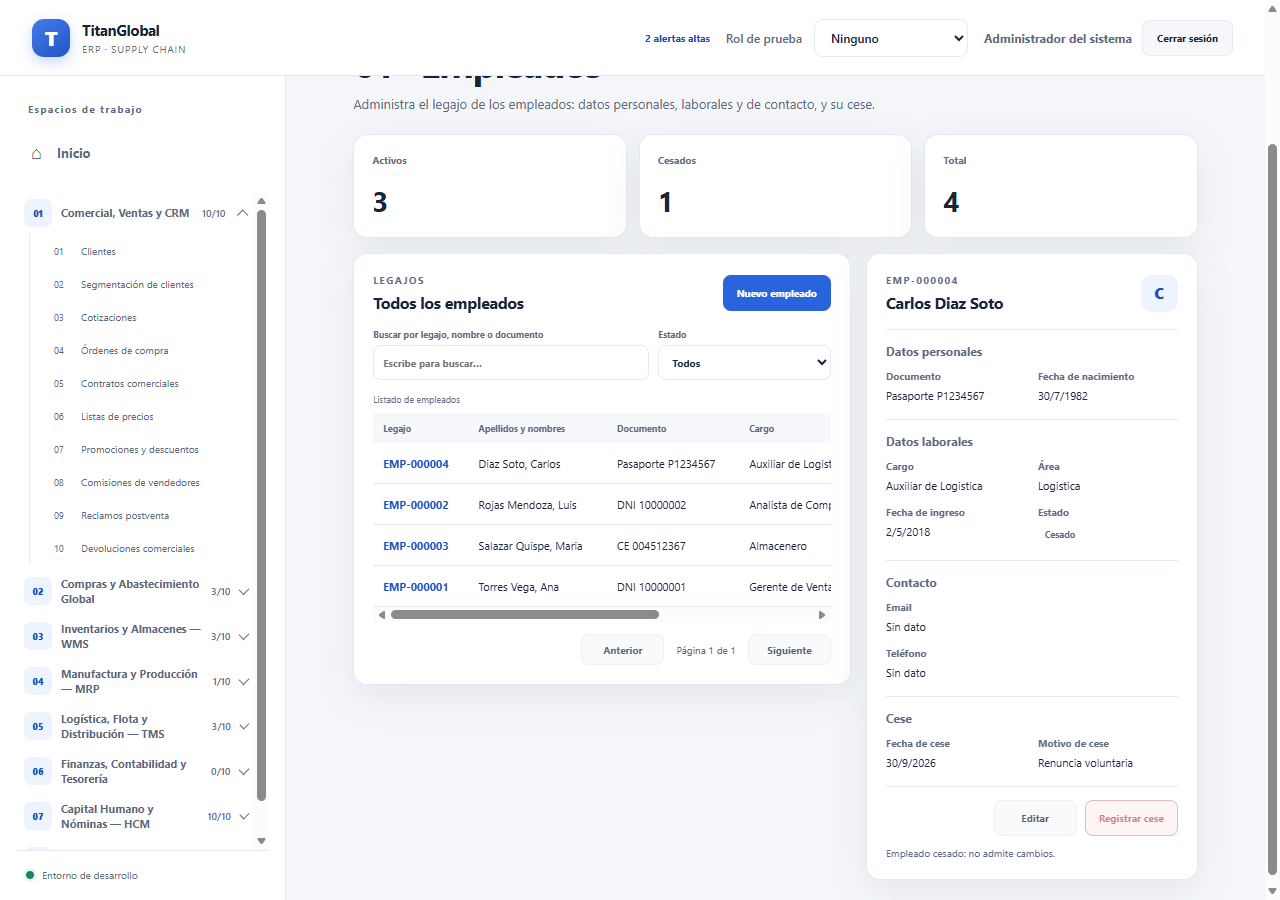 T
TitanGlobal
ERP · SUPPLY CHAIN
2 alertas altas
Rol de prueba
Ninguno
Administrador del sistema
Cerrar sesión
Espacios de trabajo
Inicio
01 Comercial, Ventas y CRM 10/10
01 Clientes
02 Segmentación de clientes
03 Cotizaciones
04 Órdenes de compra
05 Contratos comerciales
06 Listas de precios
07 Promociones y descuentos
08 Comisiones de vendedores
09 Reclamos postventa
10 Devoluciones comerciales
02 Compras y Abastecimiento
Global
3/10
03 Inventarios y Almacenes —
WMS
3/10
04 Manufactura y Producción
— MRP
1/10
05 Logística, Flota y
Distribución — TMS
3/10
06 Finanzas, Contabilidad y
Tesorería
0/10
07 Capital Humano y
Nóminas — HCM
10/10
Entorno de desarrollo
Administra el legajo de los empleados: datos personales, laborales y de contacto, y su cese.
Activos
3
Cesados
1
Total
4
LEGAJOS
Todos los empleados
Nuevo empleado
Buscar por legajo, nombre o documento
Escribe para buscar...
Estado
Todos
Listado de empleados
Legajo Apellidos y nombres Documento Cargo
EMP-000004 Diaz Soto, Carlos Pasaporte P1234567 Auxiliar de Logist
EMP-000002 Rojas Mendoza, Luis DNI 10000002 Analista de Comp
EMP-000003 Salazar Quispe, Maria CE 004512367 Almacenero
EMP-000001 Torres Vega, Ana DNI 10000001 Gerente de Venta
Anterior
Página 1 de 1
Siguiente
EMP-000004
Carlos Diaz Soto
C
Datos personales
Documento Fecha de nacimiento
Pasaporte P1234567 30/7/1982
Datos laborales
Cargo Área
Auxiliar de Logistica Logistica
Fecha de ingreso Estado
2/5/2018 Cesado
Contacto
Email
Sin dato
Teléfono
Sin dato
Cese
Fecha de cese Motivo de cese
30/9/2026 Renuncia voluntaria
Editar
Registrar cese
Empleado cesado: no admite cambios.